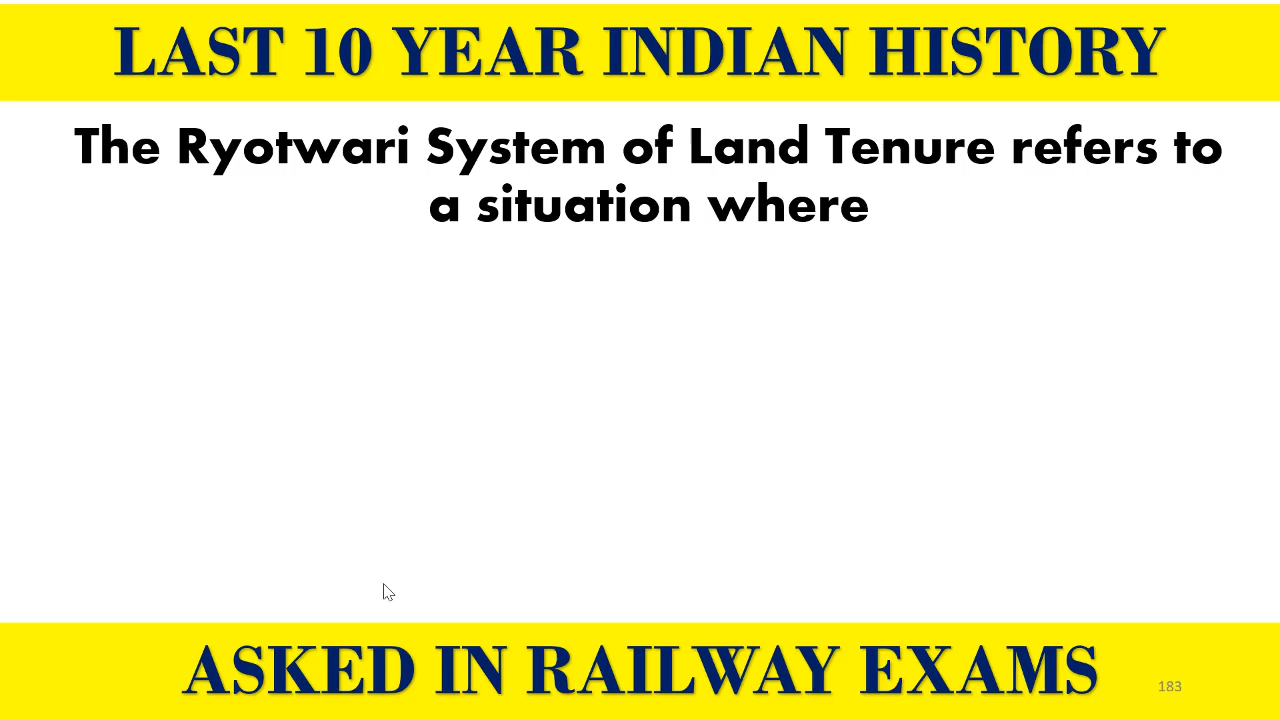 LAST 10 YEAR INDIAN HISTORY
The Ryotwari System of Land Tenure refers to
a situation where
ASKED IN RAILWAY EXAMS
183